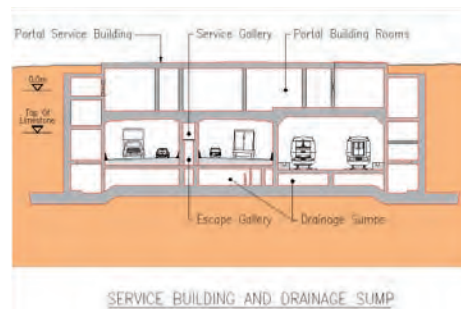 Portal Service Building
Service Gallery
Portal Building Rooms
0.0m
Top Of
Limestone
Escape Gallery
Drainage Sumps
SERVICE BUILDING AND DRAINAGE SUMP